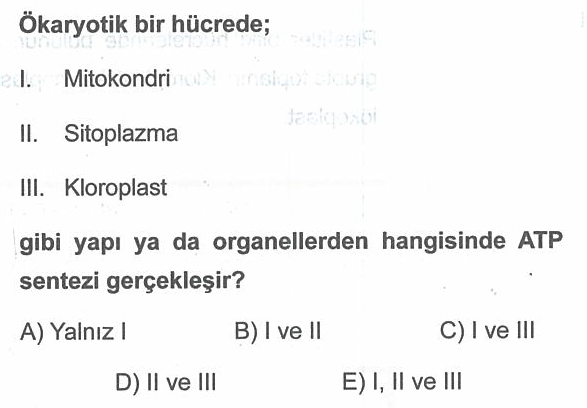 Ökaryotik bir hücrede;
I. Mitokondri
II. Sitoplazma
III. Kloroplast
gibi yapı ya da organellerden hangisinde ATP
sentezi gerçekleşir?
A) Yalnız I B) I ve II C) I ve III
D) II ve III E) I, II ve III